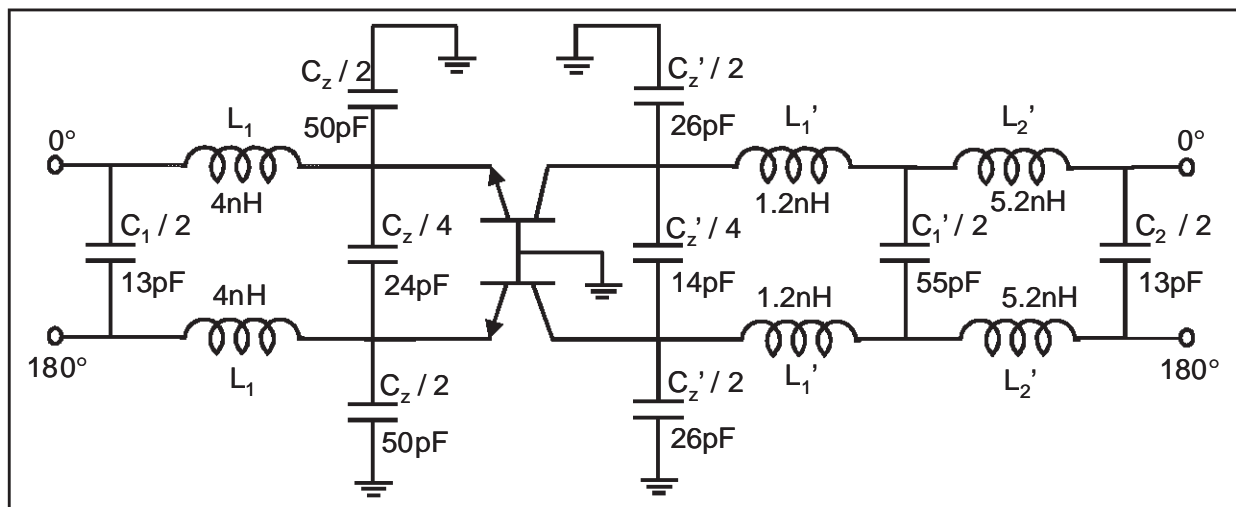 C_z / 2
50pF
C_z’ / 2
26pF
0°
L_1
4nH
L_1’
1.2nH
L_2’
5.2nH
0°
C_1 / 2
13pF
C_z / 4
24pF
C_z’ / 4
14pF
C_1’ / 2
55pF
C_2 / 2
13pF
180°
4nH
L_1
1.2nH
L_1’
5.2nH
L_2’
180°
C_z / 2
50pF
C_z’ / 2
26pF